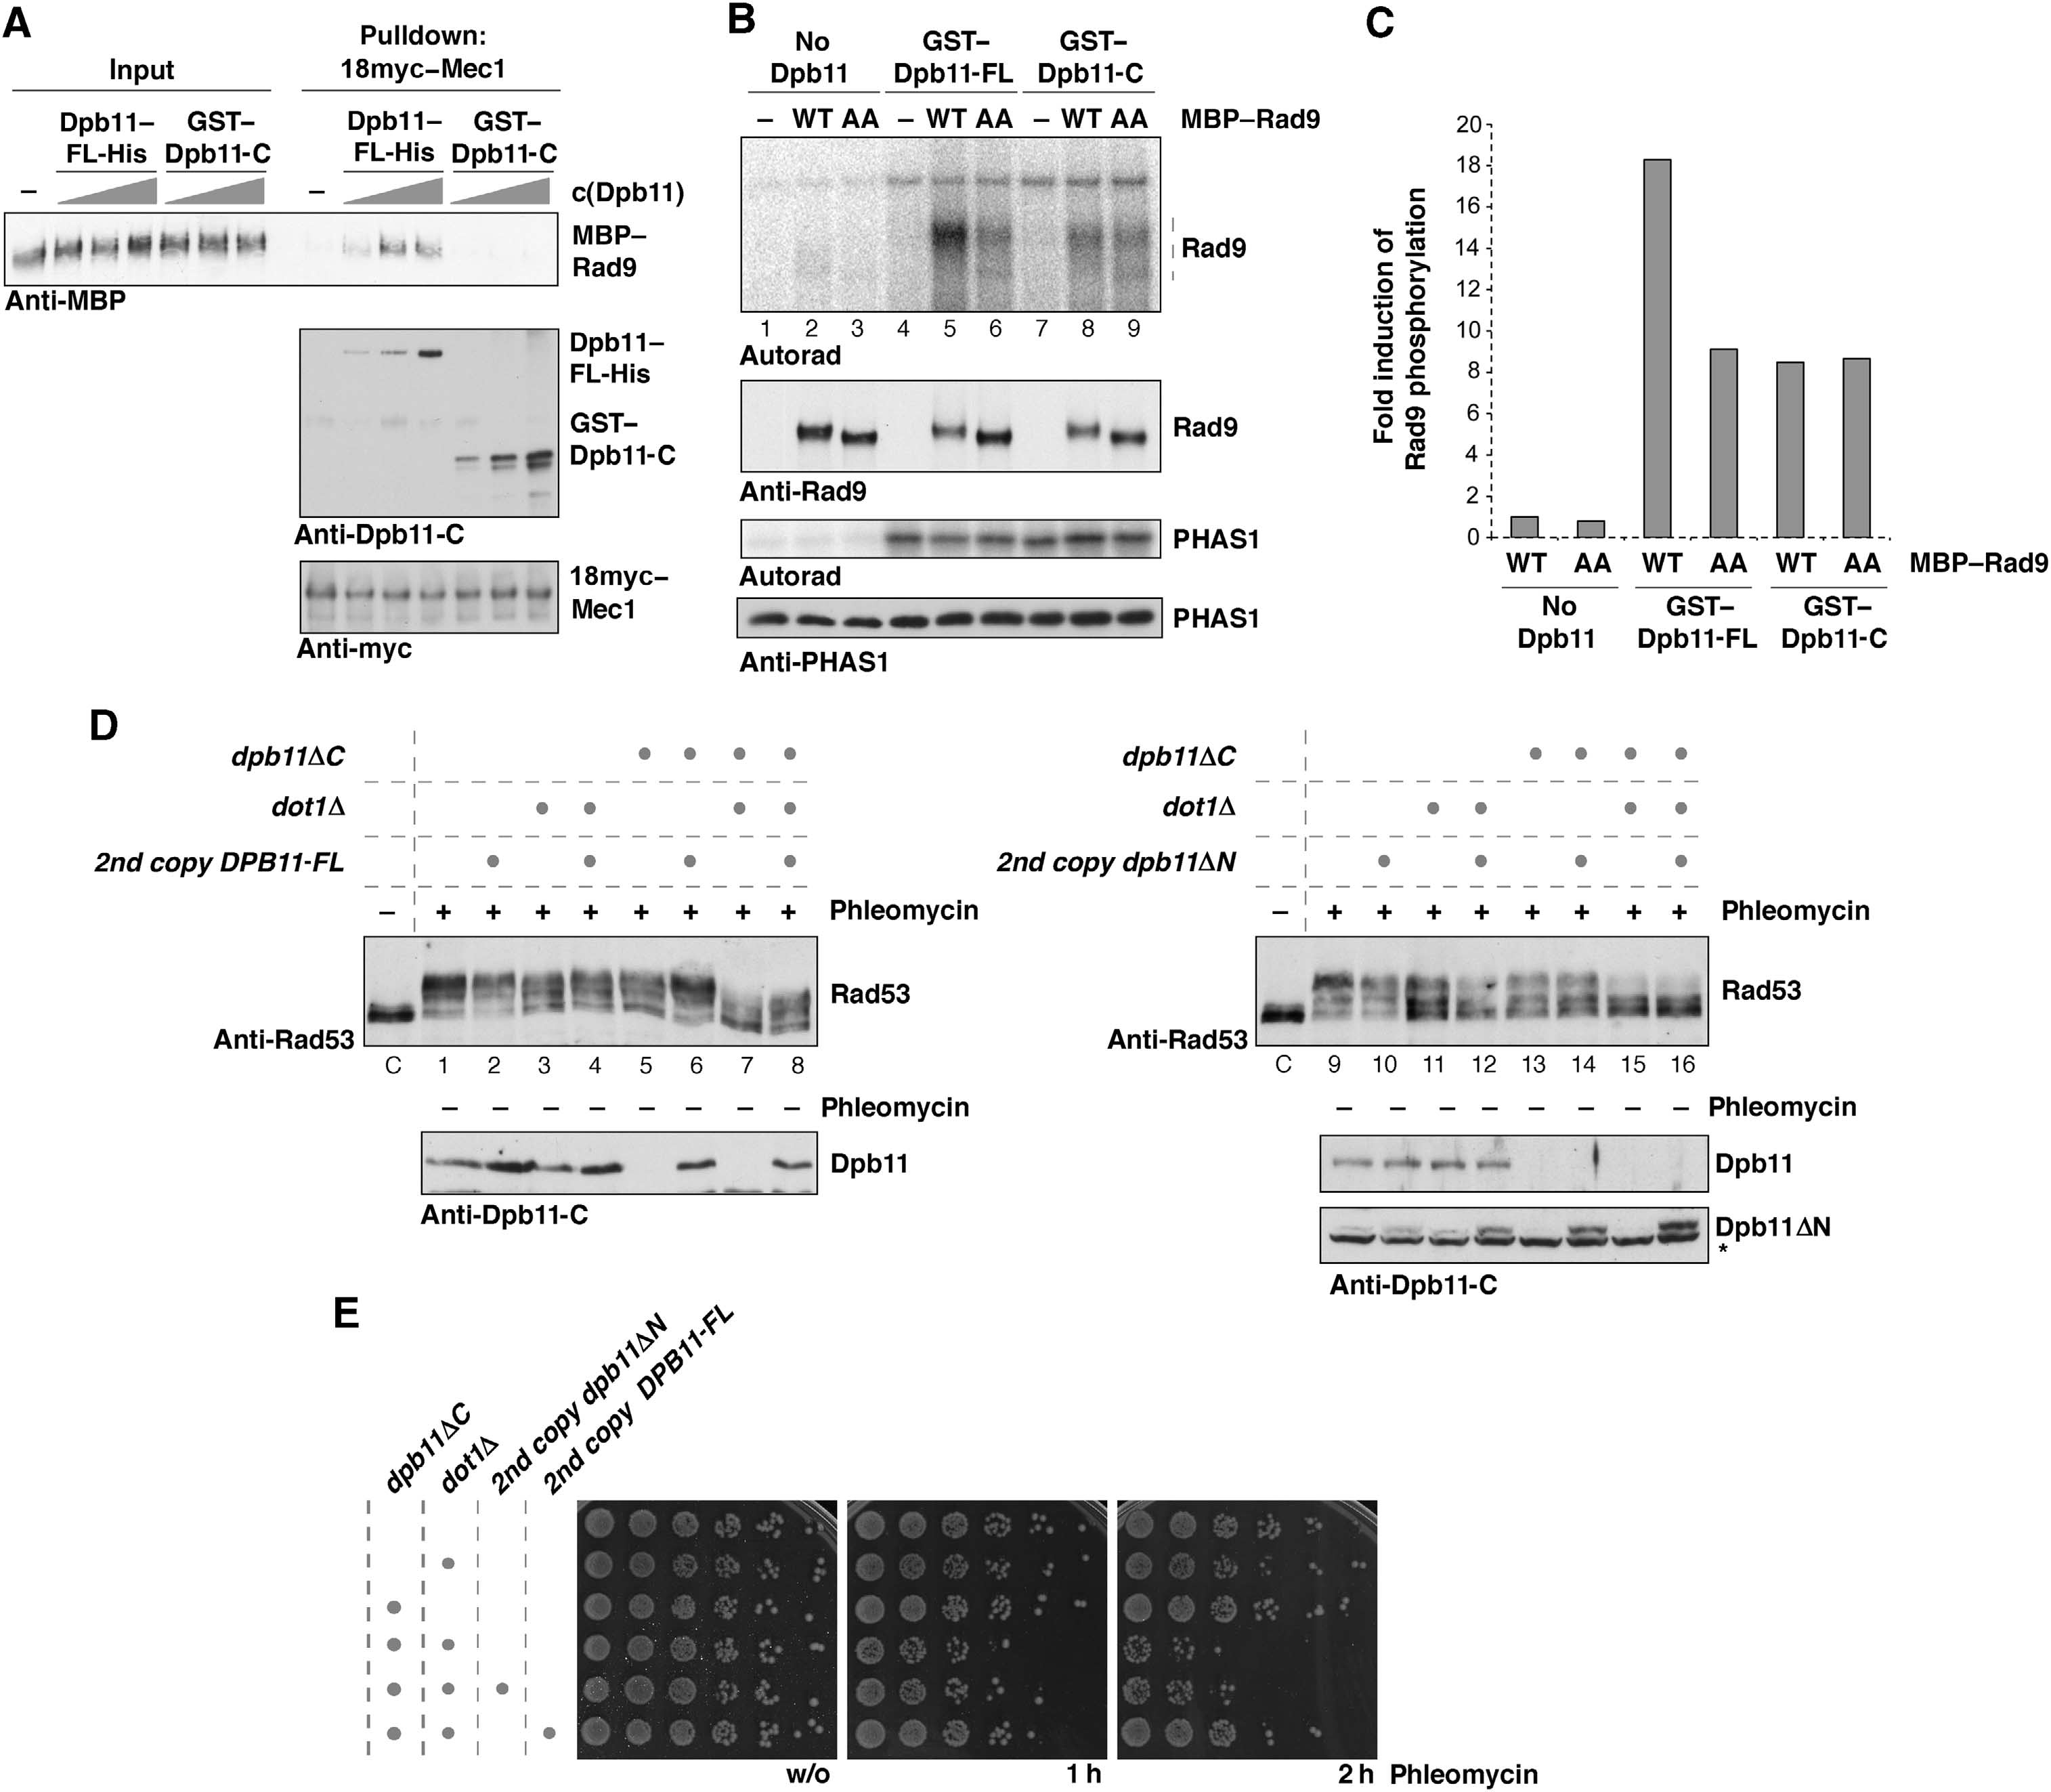 A
Input
Pulldown:
18myc–Mec1
Dpb11–
FL-His
GST–
Dpb11-C
Dpb11–
FL-His
GST–
Dpb11-C
–
–
c(Dpb11)
MBP–
Rad9
Anti-MBP
Dpb11–
FL-His
GST–
Dpb11-C
Anti-Dpb11-C
18myc–
Mec1
Anti-myc
B
No
Dpb11
GST–
Dpb11-FL
GST–
Dpb11-C
– WT AA – WT AA – WT AA MBP–Rad9
Rad9
1 2 3 4 5 6 7 8 9
Autorad
Rad9
Anti-Rad9
PHAS1
Autorad
PHAS1
Anti-PHAS1
C
Fold induction of
Rad9 phosphorylation
20
18
16
14
12
10
8
6
4
2
0
WT AA WT AA WT AA MBP–Rad9
No
Dpb11
GST–
Dpb11-FL
GST–
Dpb11-C
D
dpb11ΔC
dot1Δ
2nd copy DPB11-FL
– + + + + + + + + Phleomycin
Rad53
Anti-Rad53
C 1 2 3 4 5 6 7 8
– – – – – – – – Phleomycin
Dpb11
Anti-Dpb11-C
dpb11ΔC
dot1Δ
2nd copy dpb11ΔN
– + + + + + + + + Phleomycin
Rad53
Anti-Rad53
C 9 10 11 12 13 14 15 16
– – – – – – – – Phleomycin
Dpb11
Dpb11ΔN
*
Anti-Dpb11-C
E
dpb11ΔC
dot1Δ
2nd copy dpb11ΔN
2nd copy DPB11-FL
w/o 1 h 2 h Phleomycin